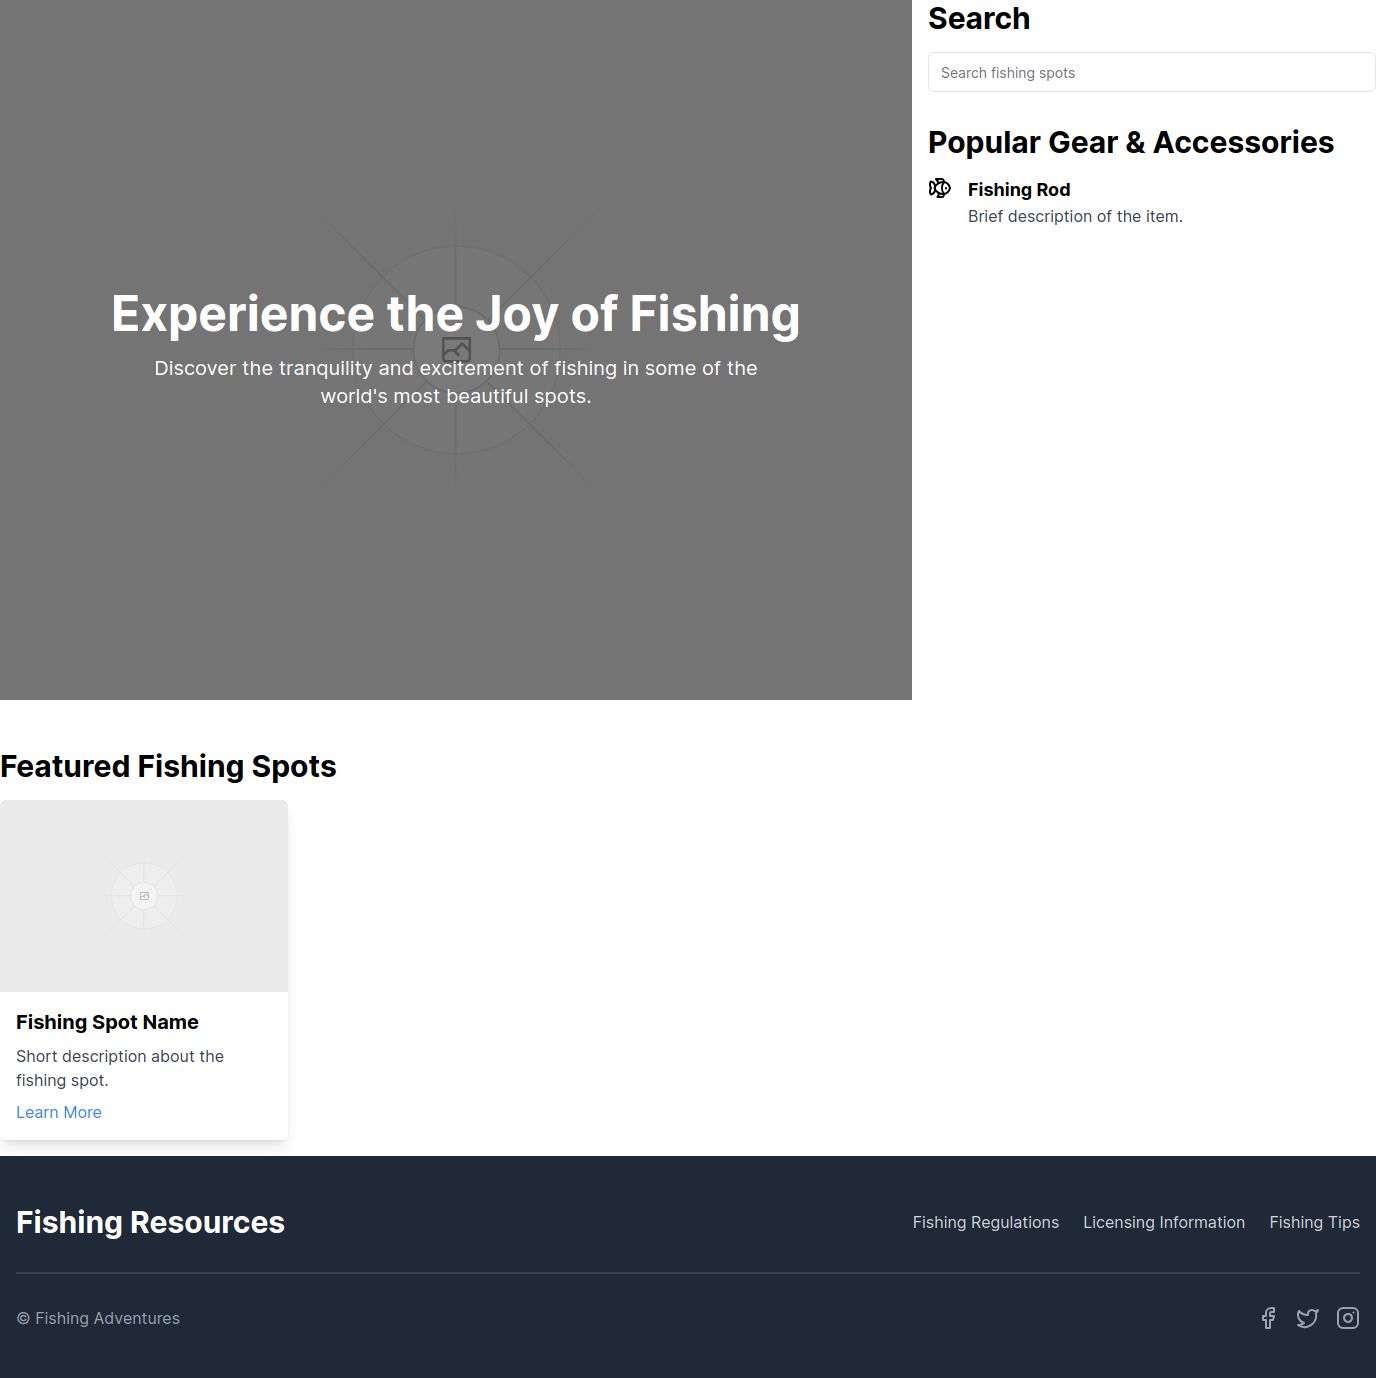 Experience the Joy of Fishing
Discover the tranquility and excitement of fishing in some of the
world's most beautiful spots.
Search
Search fishing spots
Popular Gear & Accessories
Fishing Rod
Brief description of the item.
Featured Fishing Spots
Fishing Spot Name
Short description about the
fishing spot.
Learn More
Fishing Resources
Fishing Regulations
Licensing Information
Fishing Tips
© Fishing Adventures